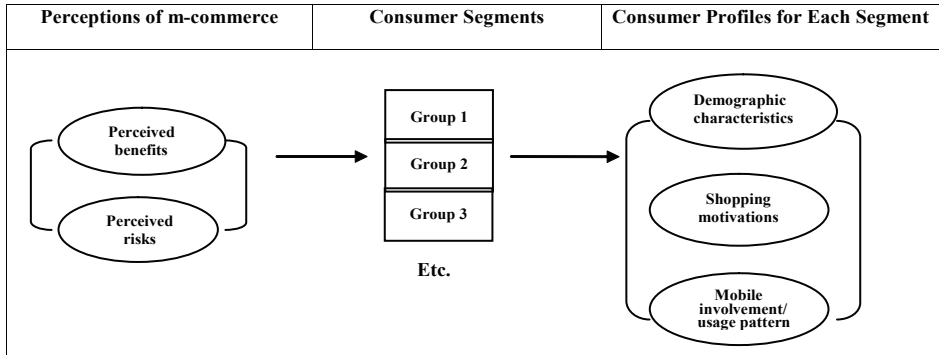 Perceptions of m-commerce
Consumer Segments
Consumer Profiles for Each Segment
Perceived
benefits
Perceived
risks
Group 1
Group 2
Group 3
Etc.
Demographic
characteristics
Shopping
motivations
Mobile
involvement/
usage pattern